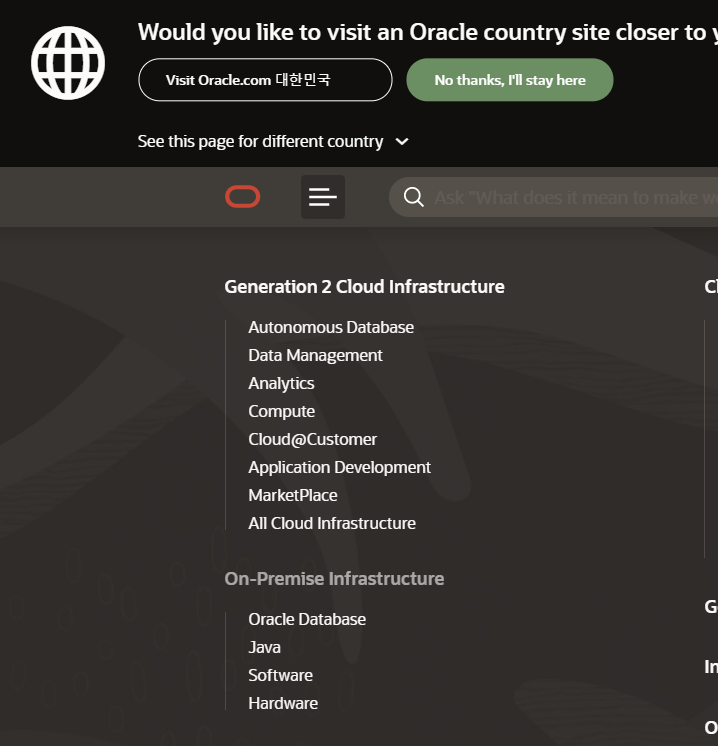 Would you like to visit an Oracle country site closer to
Visit Oracle.com 대한민국
No thanks, I'll stay here
See this page for different country
Ask "What does it mean to make
Generation 2 Cloud Infrastructure
Autonomous Database
Data Management
Analytics
Compute
Cloud@Customer
Application Development
MarketPlace
All Cloud Infrastructure
On-Premise Infrastructure
Oracle Database
Java
Software
Hardware